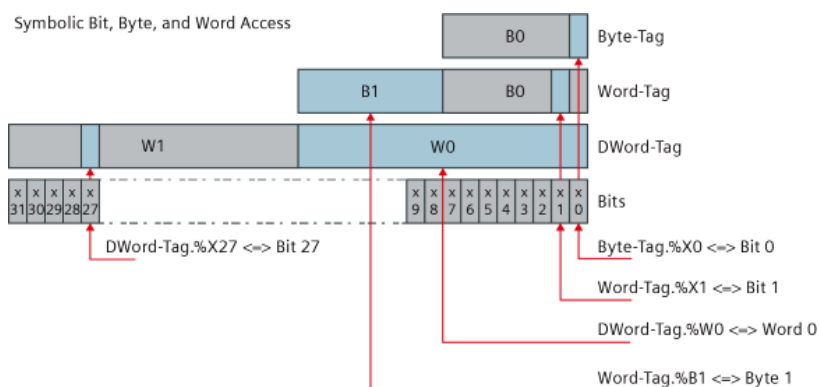 Symbolic Bit, Byte, and Word Access
B0 Byte-Tag
B1 B0 Word-Tag
W1 W0 DWord-Tag
x x x x x x x x x x x x x x x
31 30 29 28 27 9 8 7 6 5 4 3 2 1 0 Bits
DWord-Tag.%X27 <=> Bit 27 Byte-Tag.%X0 <=> Bit 0
Word-Tag.%X1 <=> Bit 1
DWord-Tag.%W0 <=> Word 0
Word-Tag.%B1 <=> Byte 1